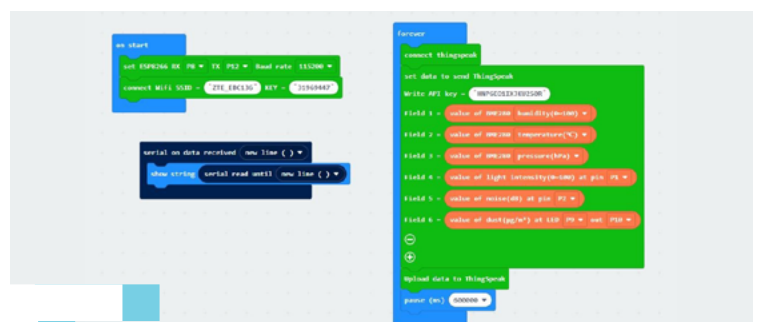 on start
set ESP8266 RX P8 TX P12 Baud rate 115200
connect Wifi SSID = KEY =
serial on data received new line ( )
show string serial read until new line ( )
forever
connect thingspeak
set data to send ThingSpeak
Write API key =
Field 1 = value of BME280 humidity(0~100)
Field 2 = value of BME280 temperature(℃)
Field 3 = value of BME280 pressure(hPa)
Field 4 = value of light intensity(0~100) at pin
Field 5 = value of noise(dB) at pin
Field 6 = value of dust(μg/m³) at LED P9 out P10
Upload data to ThingSpeak
pause (ms) 600000